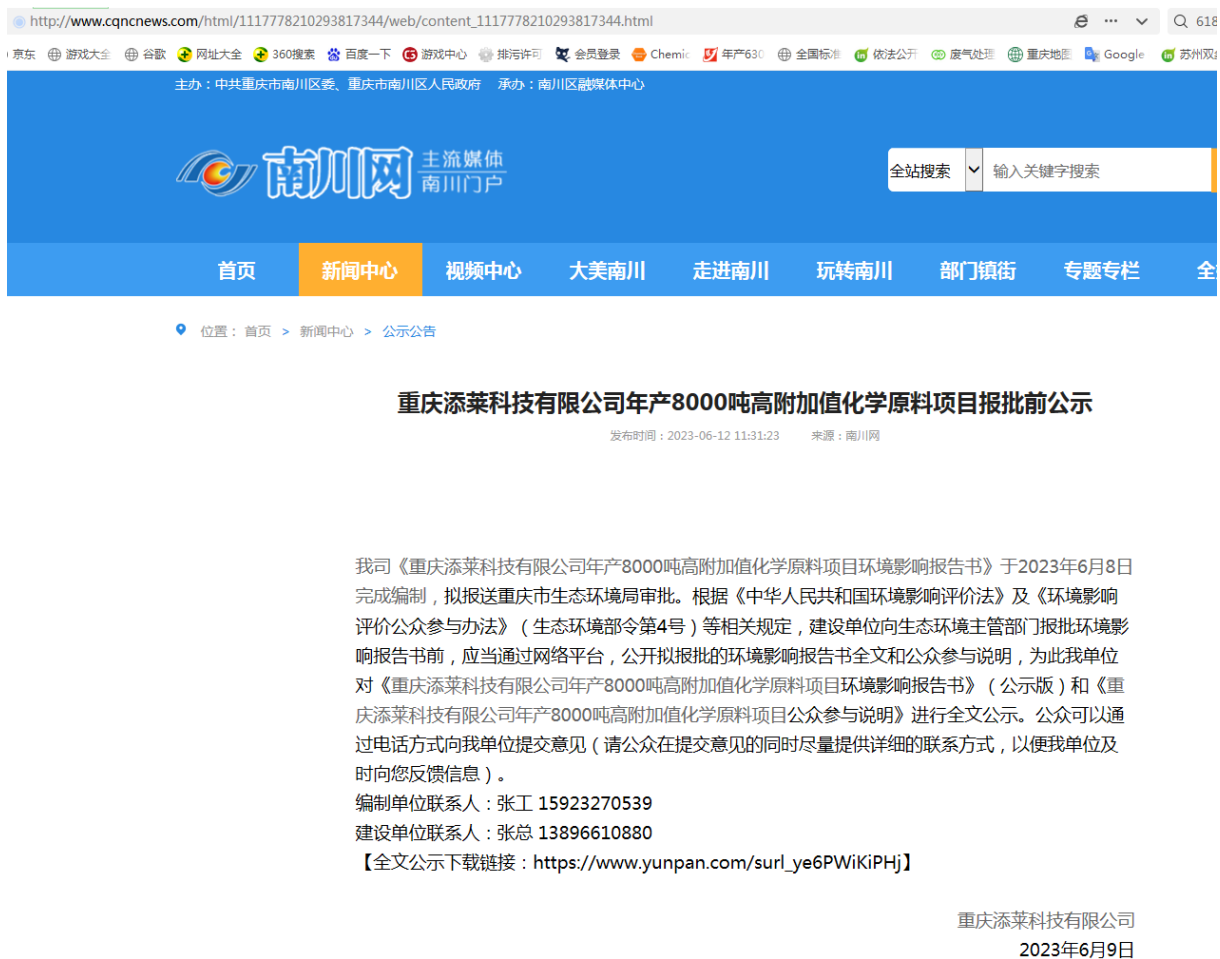 http://www.cqncnews.com/html/1117778210293817344/web/content_1117778210293817344.html
618
京东 游戏大全 谷歌 网址大全 360搜索 百度一下 游戏中心 排污许可 会员登录 Chemic 年产630 全国标准 依法公开 废气处理 重庆地图 Google 苏州双
主办：中共重庆市南川区委、重庆市南川区人民政府 承办：南川区融媒体中心
南川网 主流媒体
南川门户
全站搜索 输入关键字搜索
首页 新闻中心 视频中心 大美南川 走进南川 玩转南川 部门镇街 专题专栏 全
位置： 首页 > 新闻中心 > 公示公告
重庆添莱科技有限公司年产8000吨高附加值化学原料项目报批前公示
发布时间：2023-06-12 11:31:23 来源：南川网
我司《重庆添莱科技有限公司年产8000吨高附加值化学原料项目环境影响报告书》于2023年6月8日
完成编制，拟报送重庆市生态环境局审批。根据《中华人民共和国环境影响评价法》及《环境影响
评价公众参与办法》（生态环境部令第4号）等相关规定，建设单位向生态环境主管部门报批环境影
响报告书前，应当通过网络平台，公开拟报批的环境影响报告书全文和公众参与说明，为此我单位
对《重庆添莱科技有限公司年产8000吨高附加值化学原料项目环境影响报告书》（公示版）和《重
庆添莱科技有限公司年产8000吨高附加值化学原料项目公众参与说明》进行全文公示。公众可以通
过电话方式向我单位提交意见（请公众在提交意见的同时尽量提供详细的联系方式，以便我单位及
时向您反馈信息）。
编制单位联系人：张工 15923270539
建设单位联系人：张总 13896610880
【全文公示下载链接：https://www.yunpan.com/surl_ye6PWiKiPHj】
重庆添莱科技有限公司
2023年6月9日